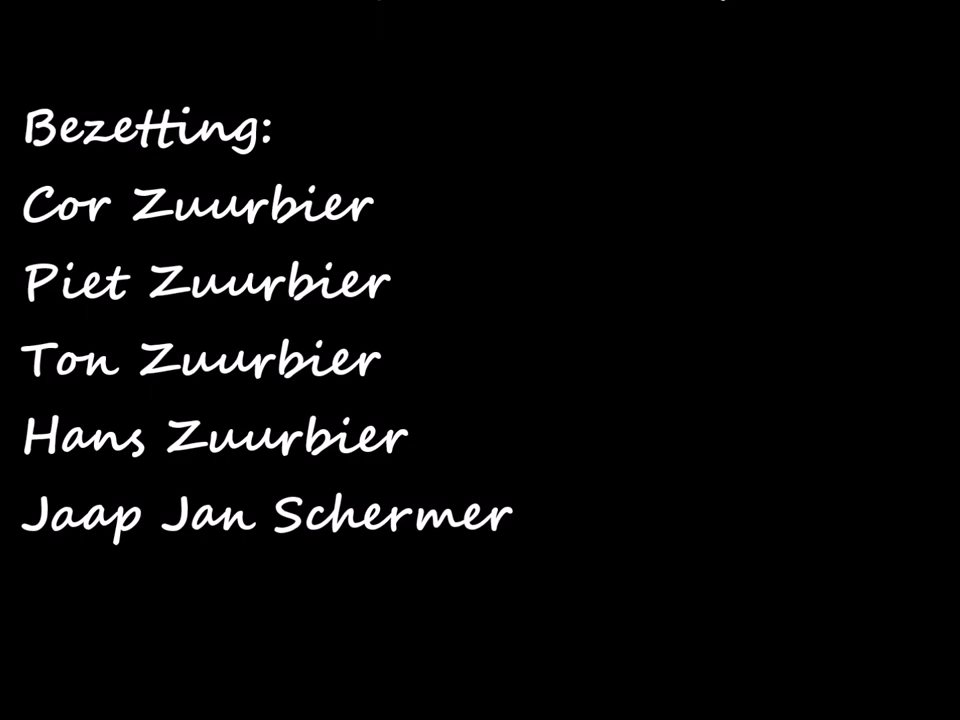 Bezetting:
Cor Zuurbier
Piet Zuurbier
Ton Zuurbier
Hans Zuurbier
Jaap Jan Schermer